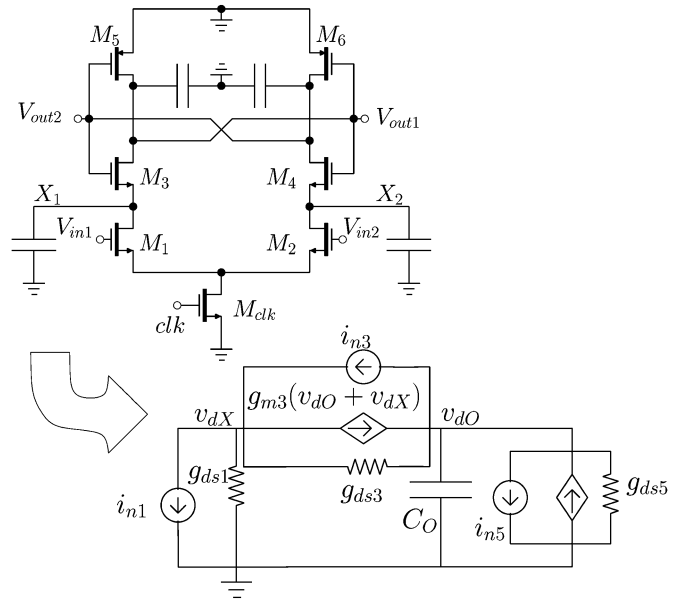 M5 M6
Vout2 Vout1
M3 M4
X1 X2
Vin1 M1 M2 Vin2
clk Mclk
in3
gm3(vdO + vdX)
vdX vdO
gds1 gds3 gds5
in1 CO in5